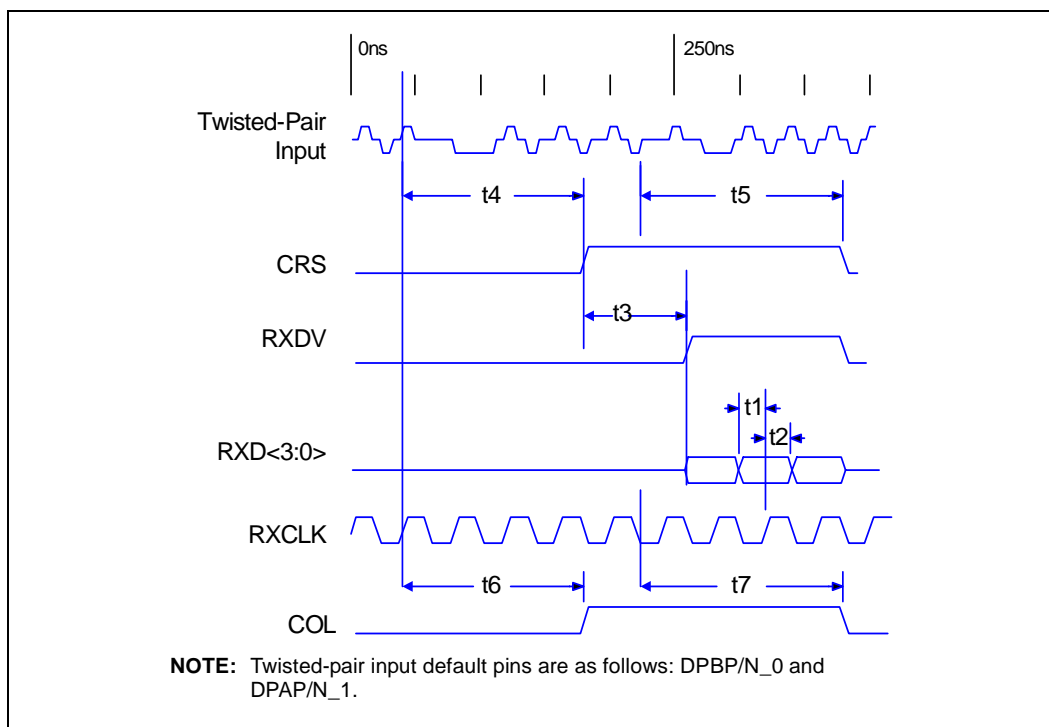 0ns
250ns
Twisted-Pair
Input
t4
t5
CRS
t3
RXDV
t1
t2
RXD<3:0>
RXCLK
t6
t7
COL
NOTE: Twisted-pair input default pins are as follows: DPBP/N_0 and
DPAP/N_1.